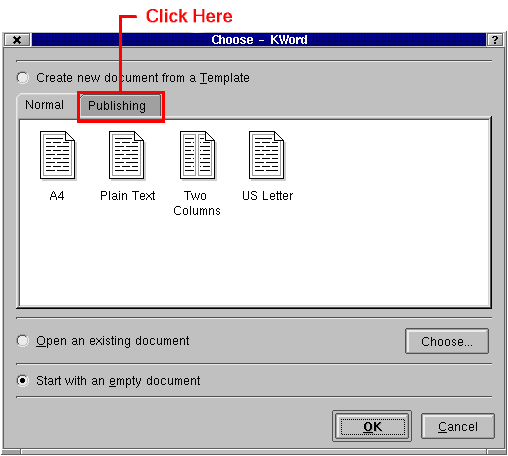 Click Here
Choose - KWord
?
Create new document from a Template
Normal Publishing
A4 Plain Text Two Columns US Letter
Open an existing document Choose...
Start with an empty document
OK Cancel